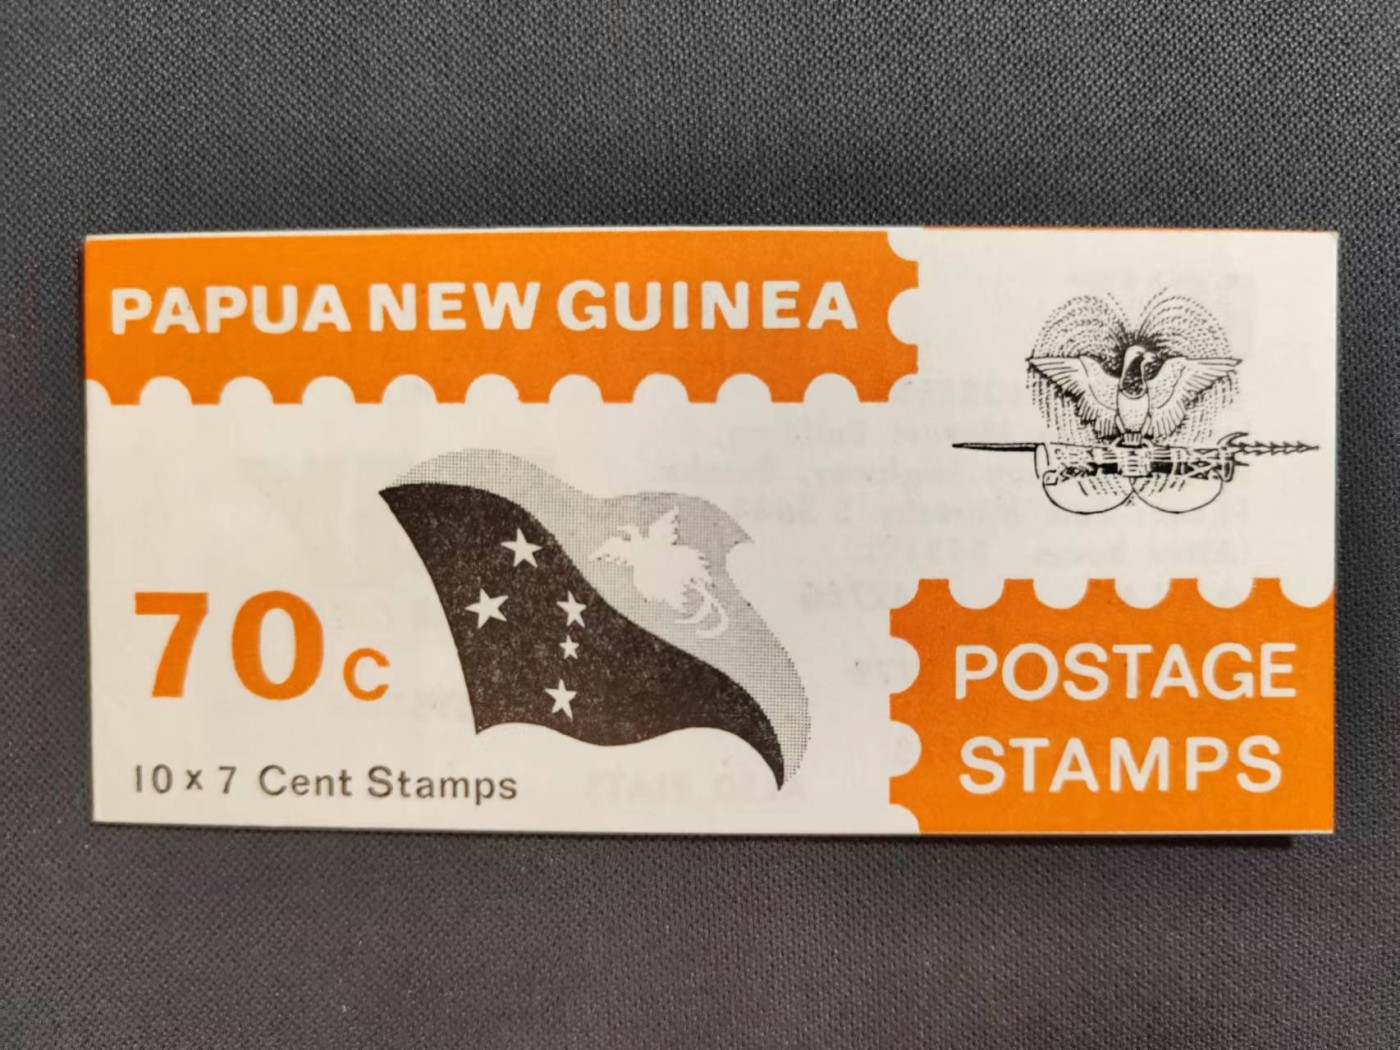 PAPUA NEW GUINEA
70c
10 x 7 Cent Stamps
POSTAGE
STAMPS